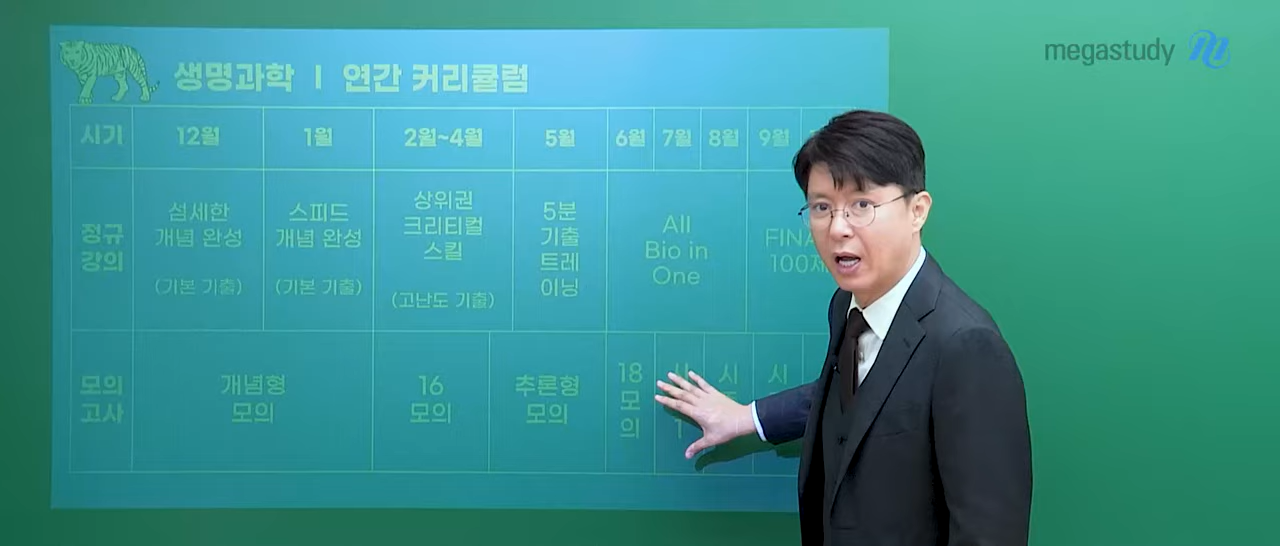 megastudy
생명과학 I 연간 커리큘럼
시기 12월 1월 2월~4월 5월 6월 7월 8월 9월
정규
강의
섬세한
개념 완성
(기본 기출)
스피드
개념 완성
(기본 기출)
상위권
크리티컬
스킬
(고난도 기출)
5분
기출
트레
이닝
All
Bio in
One
100
모의
고사
개념형
모의
16
모의
추론형
모의
18
모
의
시
시